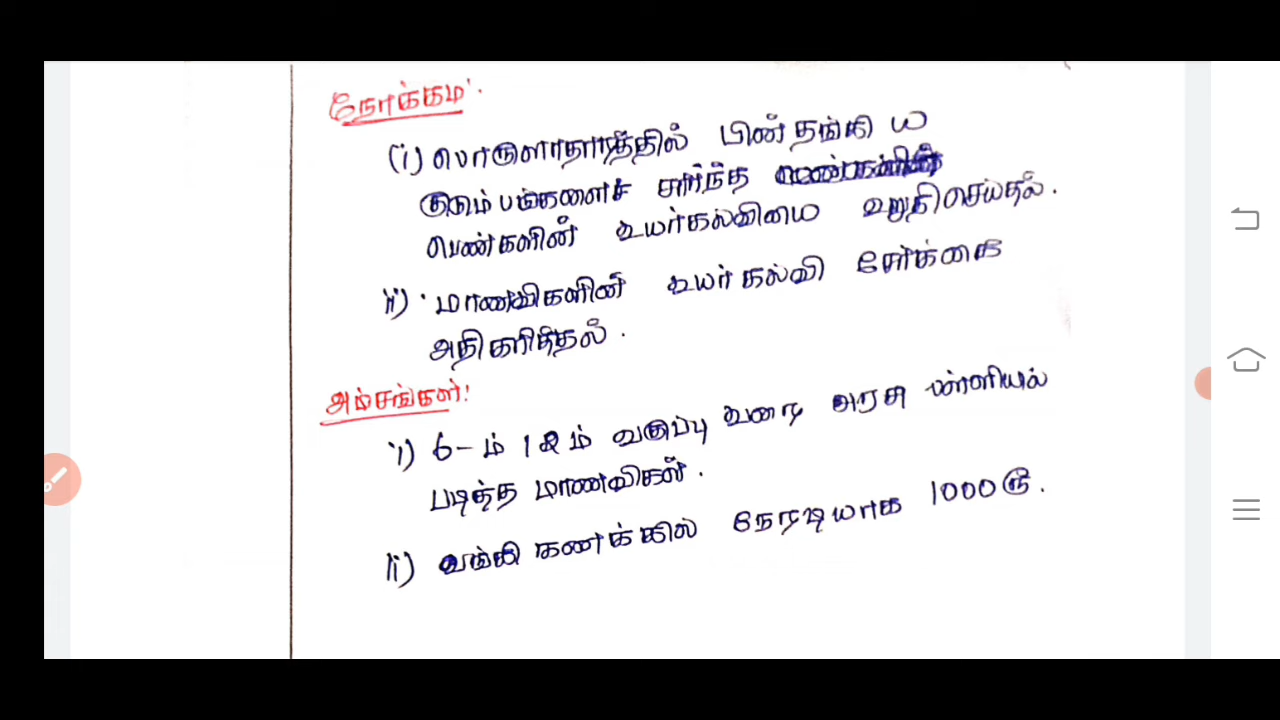 நோக்கம்:
(i) பொருளாதாரத்தில் பின்தங்கிய
குடும்பங்களைச் சார்ந்த
பெண்களின் உயர்கல்வியை உறுதிசெய்தல்.
ii) மாணவிகளின் உயர்கல்வி சேர்க்கை
அதிகரித்தல்.
அம்சங்கள்:
i) 6-ம் 12ம் வகுப்பு வரை அரசு பள்ளியில்
படித்த மாணவிகள்.
ii) வங்கி கணக்கில் நேரடியாக 1000ரூ.